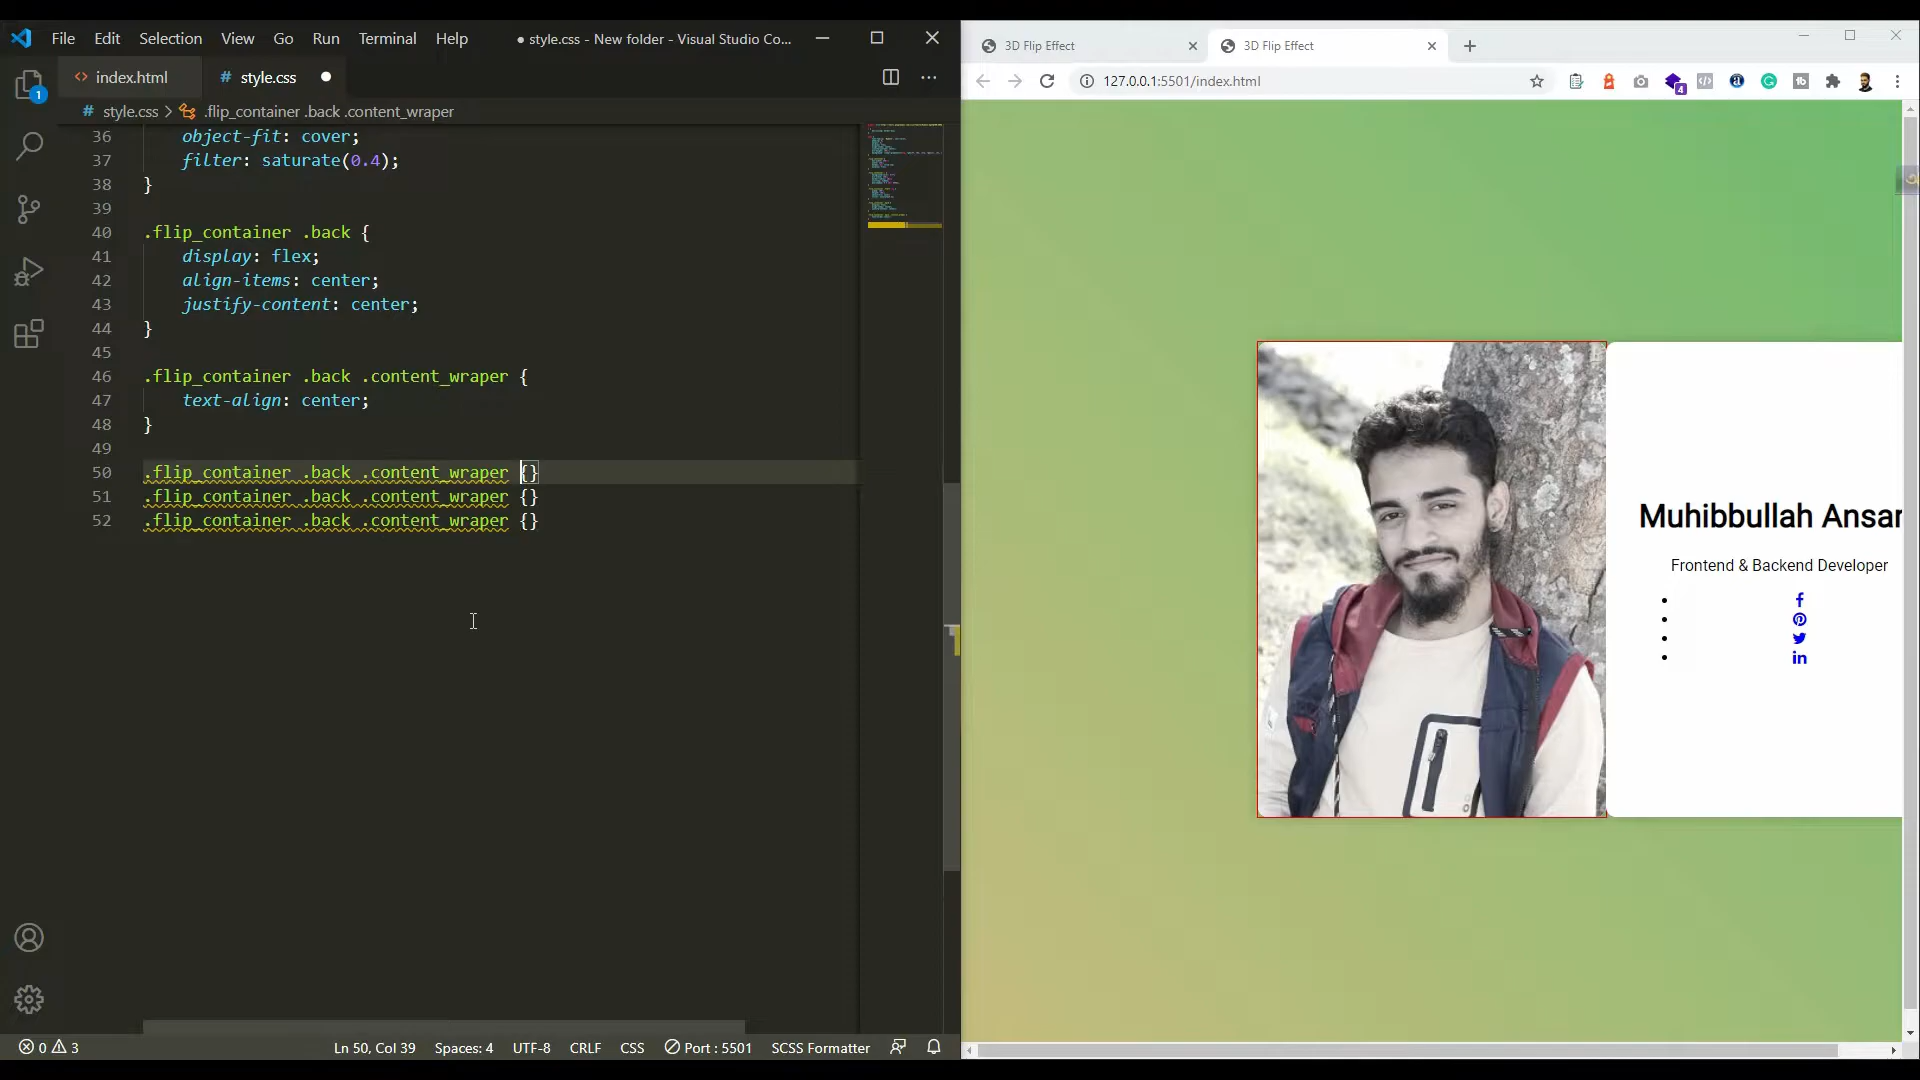 File Edit Selection View Go Run Terminal Help
● style.css - New folder - Visual Studio Co...
<> index.html
# style.css ●
# style.css > .flip_container .back .content_wraper
36 object-fit: cover;
37 filter: saturate(0.4);
38 }
39
40 .flip_container .back {
41 display: flex;
42 align-items: center;
43 justify-content: center;
44 }
45
46 .flip_container .back .content_wraper {
47 text-align: center;
48 }
49
50 .flip_container .back .content_wraper {}
51 .flip_container .back .content_wraper {}
52 .flip_container .back .content_wraper {}
1
0 3
Ln 50, Col 39 Spaces: 4 UTF-8 CRLF CSS Port : 5501 SCSS Formatter
3D Flip Effect
3D Flip Effect
127.0.0.1:5501/index.html
4
Muhibbullah Ansar
Frontend & Backend Developer